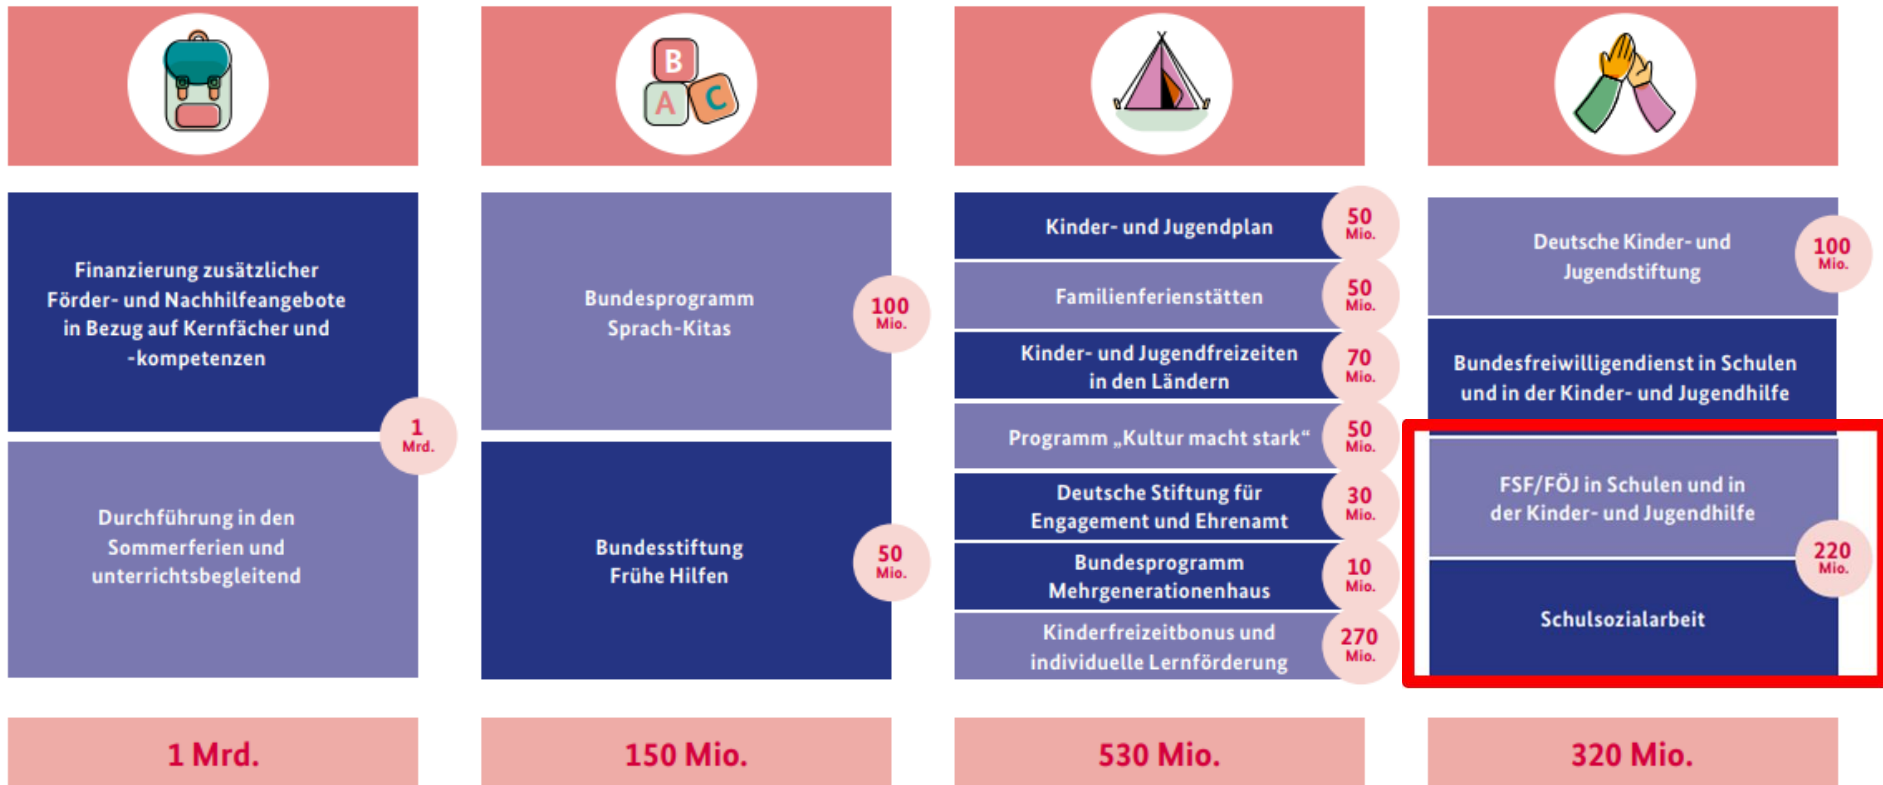 B
A
C
Finanzierung zusätzlicher
Förder- und Nachhilfeangebote
in Bezug auf Kernfächer und
-kompetenzen
1
Mrd.
Durchführung in den
Sommerferien und
unterrichtsbegleitend
1 Mrd.
Bundesprogramm
Sprach-Kitas
100
Mio.
Bundesstiftung
Frühe Hilfen
50
Mio.
150 Mio.
Kinder- und Jugendplan
50
Mio.
Familienferienstätten
50
Mio.
Kinder- und Jugendfreizeiten
in den Ländern
70
Mio.
Programm „Kultur macht stark“
50
Mio.
Deutsche Stiftung für
Engagement und Ehrenamt
30
Mio.
Bundesprogramm
Mehrgenerationenhaus
10
Mio.
Kinderfreizeitbonus und
individuelle Lernförderung
270
Mio.
530 Mio.
Deutsche Kinder- und
Jugendstiftung
100
Mio.
Bundesfreiwilligendienst in Schulen
und in der Kinder- und Jugendhilfe
FSF/FÖJ in Schulen und in
der Kinder- und Jugendhilfe
220
Mio.
Schulsozialarbeit
320 Mio.